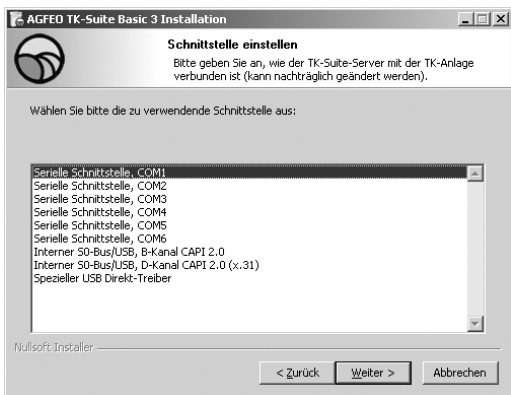 AGFEO TK-Suite Basic 3 Installation
Schnittstelle einstellen
Bitte geben Sie an, wie der TK-Suite-Server mit der TK-Anlage
verbunden ist (kann nachträglich geändert werden).
Wählen Sie bitte die zu verwendende Schnittstelle aus:
Serielle Schnittstelle, COM1
Serielle Schnittstelle, COM2
Serielle Schnittstelle, COM3
Serielle Schnittstelle, COM4
Serielle Schnittstelle, COM5
Serielle Schnittstelle, COM6
Interner S0-Bus/USB, B-Kanal CAPI 2.0
Interner S0-Bus/USB, D-Kanal CAPI 2.0 (x.31)
Spezieller USB Direkt-Treiber
Nullsoft Installer
< Zurück Weiter > Abbrechen